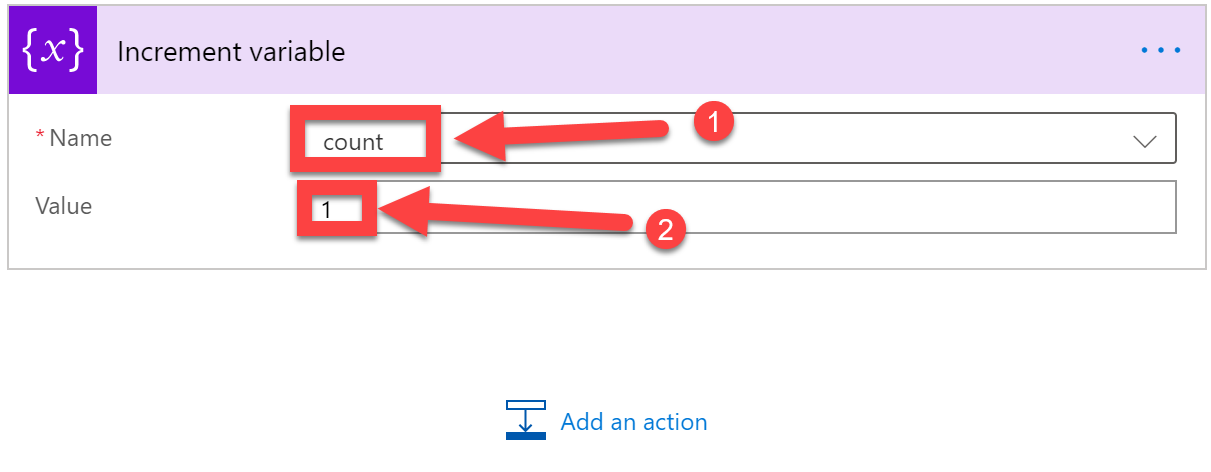 {x} Increment variable
* Name count 1
Value 1 2
Add an action